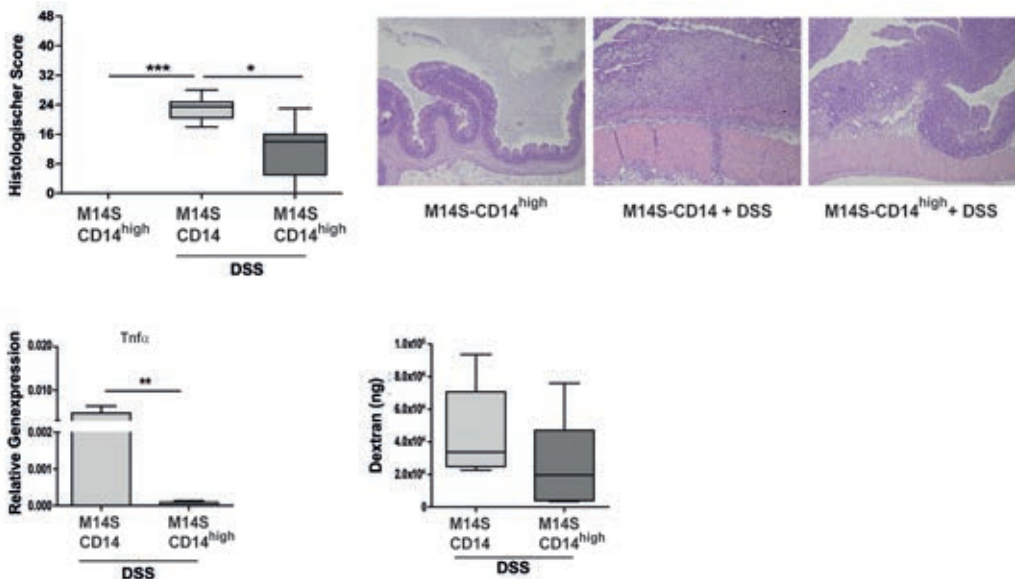 Histologischer Score
48
40
32
24
16
8
0
***
*
M14S
CD14high
M14S
CD14
M14S
CD14high
DSS
M14S-CD14high
M14S-CD14 + DSS
M14S-CD14high + DSS
Tnfα
Relative Genexpression
0.020
0.010
0.002
0.001
0.000
**
M14S
CD14
M14S
CD14high
DSS
Dextran (ng)
0
M14S
CD14
M14S
CD14high
DSS